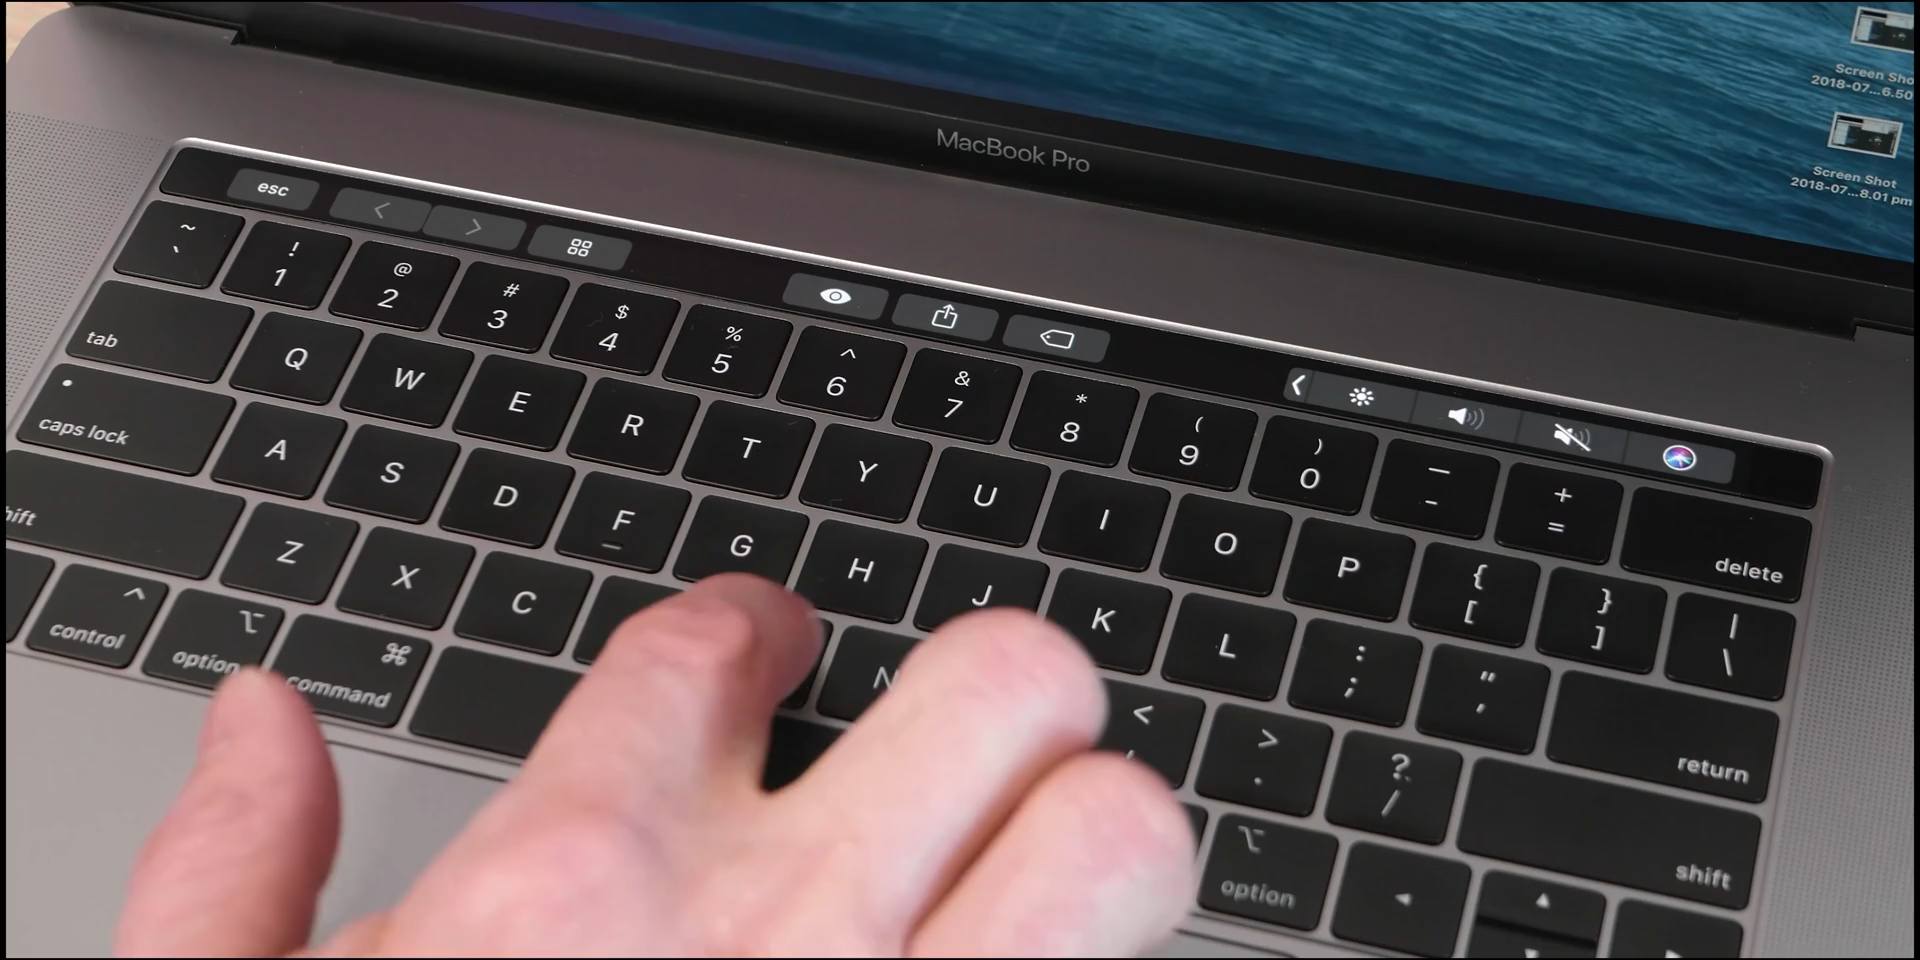 Screen Sho
2018-07...6.50
Screen Shot
2018-07...8.01 pm
MacBook Pro
esc
~ ! @ # $ % ^ & * ( ) — +
` 1 2 3 4 5 6 7 8 9 0 - =
delete
tab Q W E R T Y U I O P { [ } ] | \
caps lock A S D F G H J K L : ; " ' return
hift Z X C N < > . ? / shift
control option command option